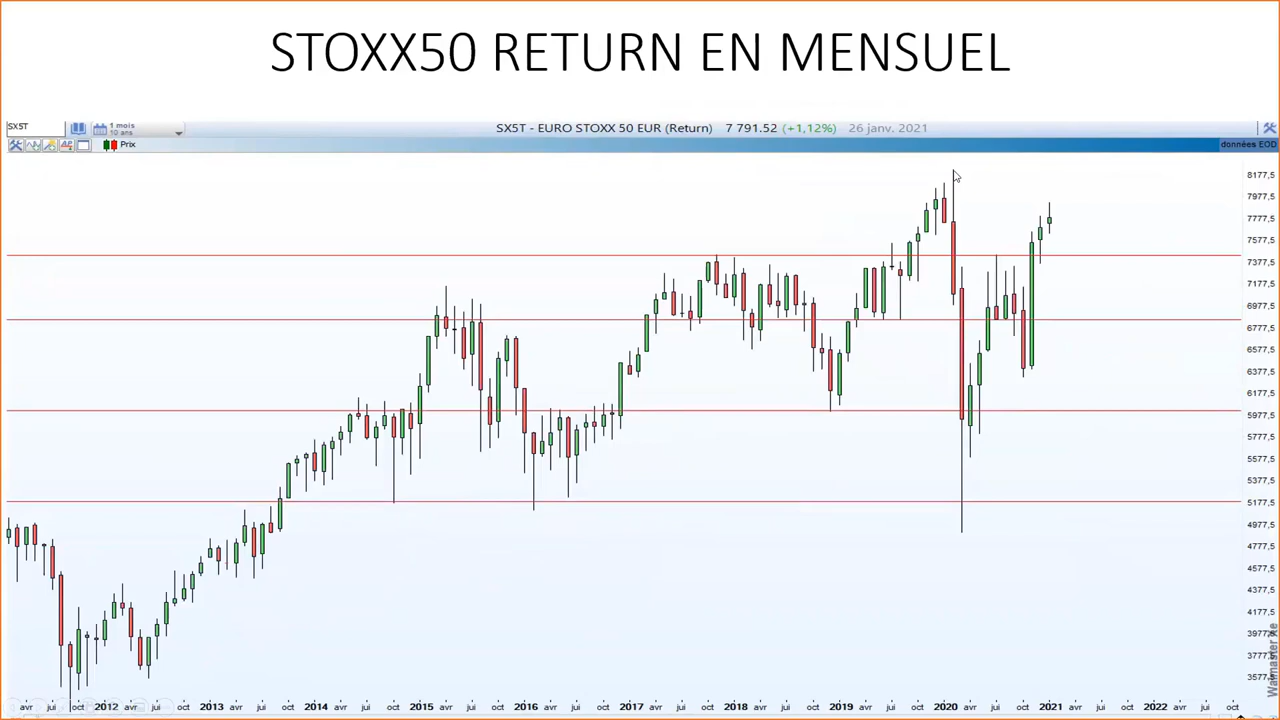 STOXX50 RETURN EN MENSUEL
SX5T
1 mois
10 ans
SX5T - EURO STOXX 50 EUR (Return) 7 791.52 (+1,12%) 26 janv. 2021
Prix
données EOD
8177,5
7977,5
7777,5
7577,5
7377,5
7177,5
6977,5
6777,5
6577,5
6377,5
6177,5
5977,5
5777,5
5577,5
5377,5
5177,5
4977,5
4777,5
4577,5
4377,5
4177,5
3977,5
3777,5
3577,5
Walmaster Xe
avr juil oct 2012 avr juil oct 2013 avr juil oct 2014 avr juil oct 2015 avr juil oct 2016 avr juil oct 2017 avr juil oct 2018 avr juil oct 2019 avr juil oct 2020 avr juil oct 2021 avr juil oct 2022 avr juil oct